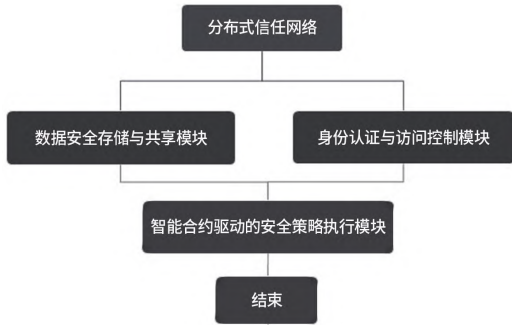 分布式信任网络
数据安全存储与共享模块
身份认证与访问控制模块
智能合约驱动的安全策略执行模块
结束